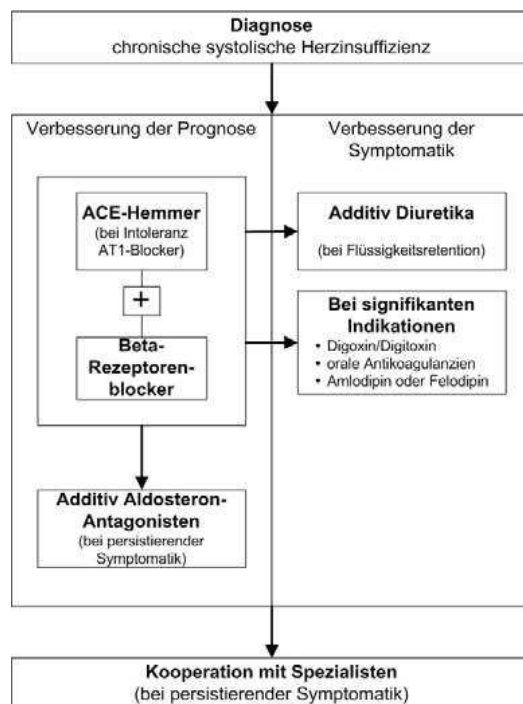 Diagnose
chronische systolische Herzinsuffizienz
Verbesserung der Prognose
Verbesserung der
Symptomatik
ACE-Hemmer
(bei Intoleranz
AT1-Blocker)
+
Beta-
Rezeptoren-
blocker
Additiv Diuretika
(bei Flüssigkeitsretention)
Bei signifikanten
Indikationen
• Digoxin/Digitoxin
• orale Antikoagulanzien
• Amlodipin oder Felodipin
Additiv Aldosteron-
Antagonisten
(bei persistierender
Symptomatik)
Kooperation mit Spezialisten
(bei persistierender Symptomatik)